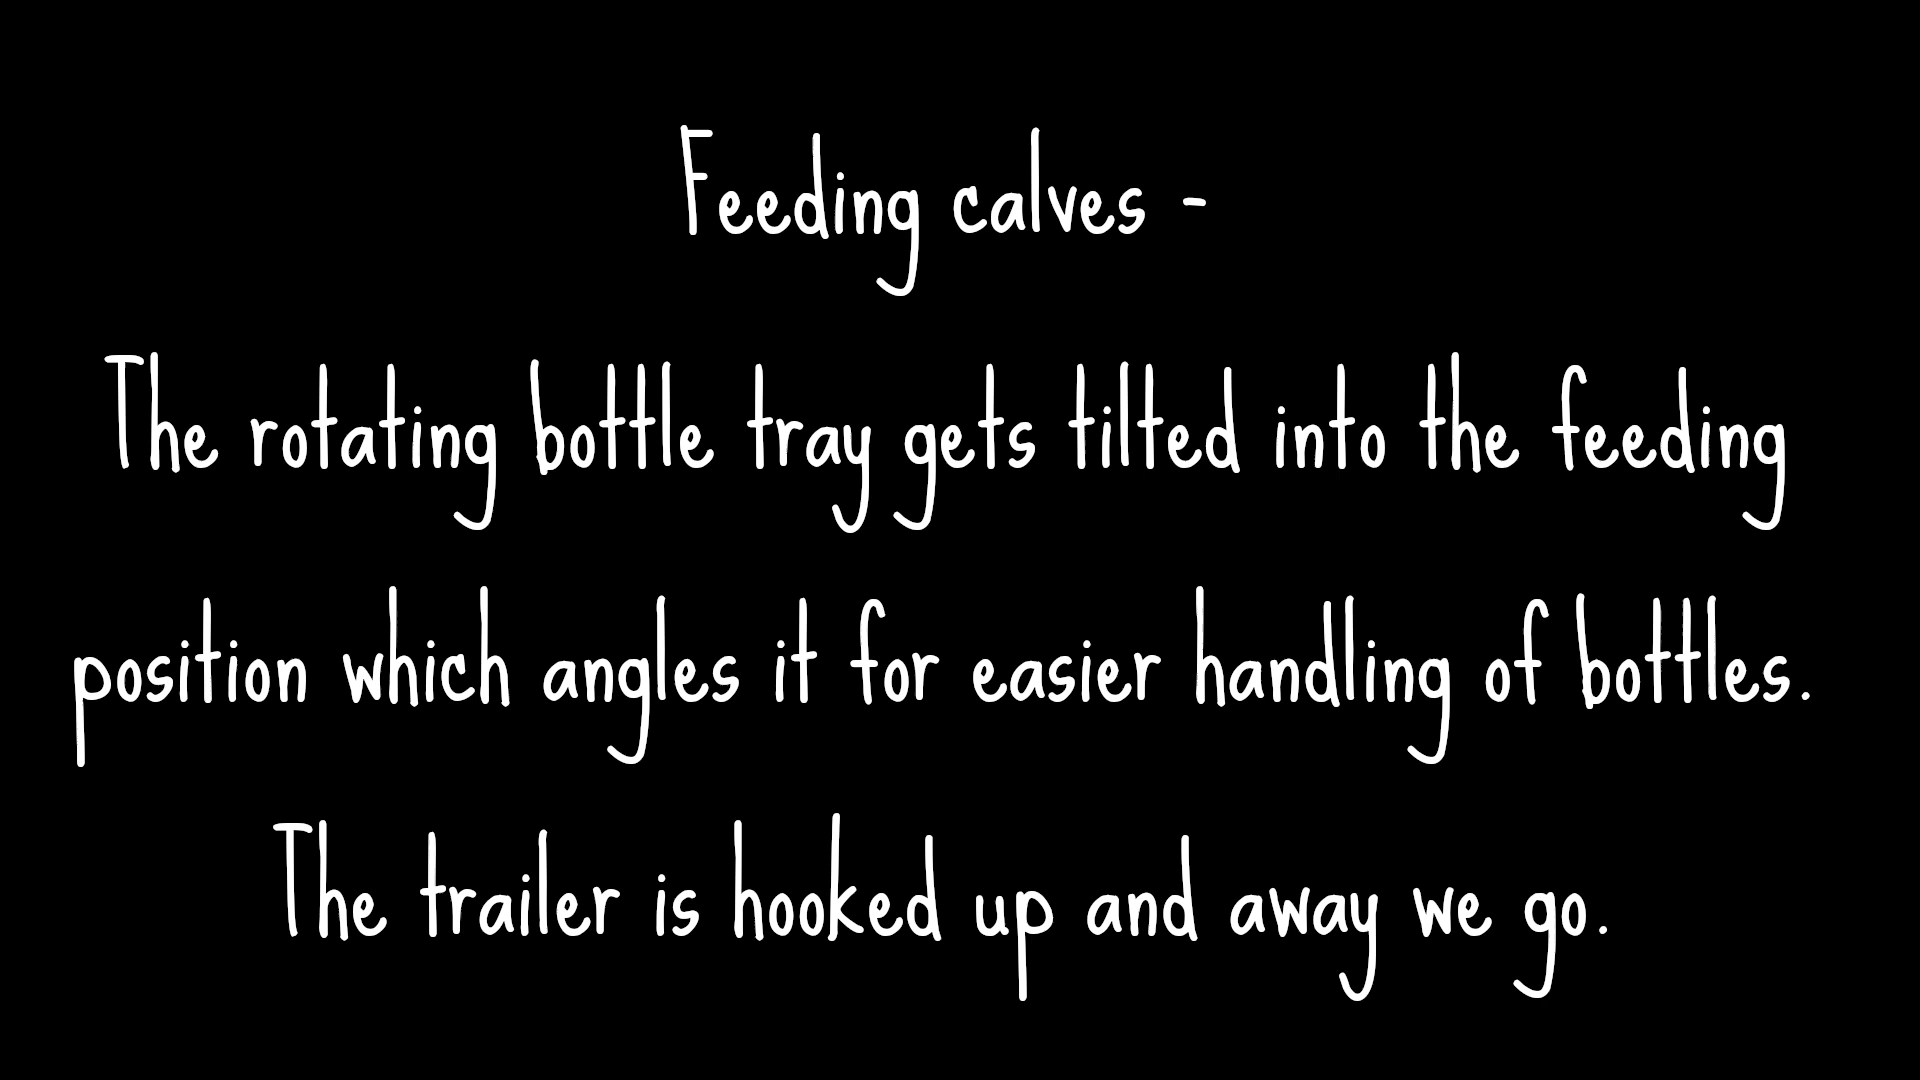 Feeding calves -
The rotating bottle tray gets tilted into the feeding
position which angles it for easier handling of bottles.
The trailer is hooked up and away we go.